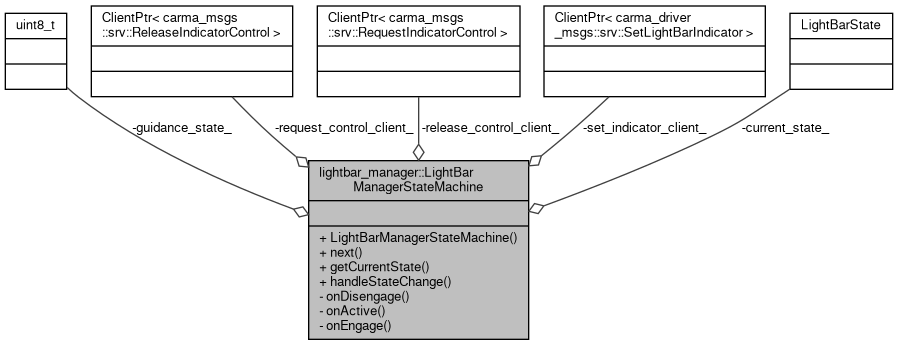 uint8_t
ClientPtr< carma_msgs
::srv::ReleaseIndicatorControl >
ClientPtr< carma_msgs
::srv::RequestIndicatorControl >
ClientPtr< carma_driver
_msgs::srv::SetLightBarIndicator >
LightBarState
-guidance_state_
-request_control_client_
-release_control_client_
-set_indicator_client_
-current_state_
lightbar_manager::LightBar
ManagerStateMachine
+ LightBarManagerStateMachine()
+ next()
+ getCurrentState()
+ handleStateChange()
- onDisengage()
- onActive()
- onEngage()